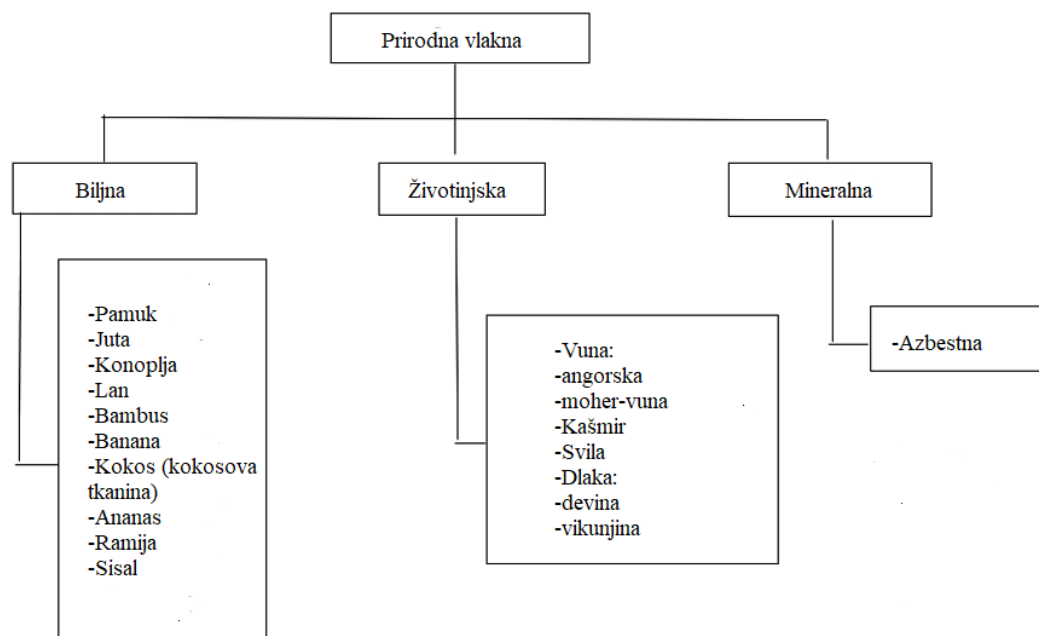 Prirodna vlakna
Biljna
Životinjska
Mineralna
-Pamuk
-Juta
-Konoplja
-Lan
-Bambus
-Banana
-Kokos (kokosova
tkanina)
-Ananas
-Ramija
-Sisal
-Vuna:
-angorska
-moher-vuna
-Kašmir
-Svila
-Dlaka:
-devina
-vikunjina
-Azbestna